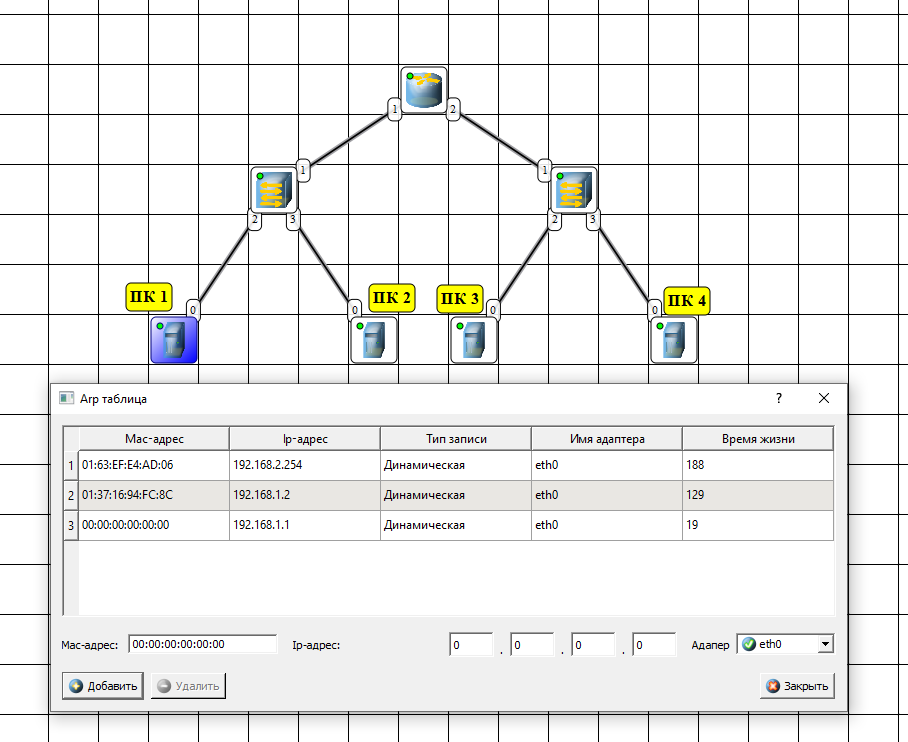 1 2
1 1
2 3 2 3
ПК 1 ПК 2 ПК 3 ПК 4
0 0 0 0
Arp таблица ?
Mac-адрес Ip-адрес Тип записи Имя адаптера Время жизни
1 01:63:EF:E4:AD:06 192.168.2.254 Динамическая eth0 188
2 01:37:16:94:FC:8C 192.168.1.2 Динамическая eth0 129
3 00:00:00:00:00:00 192.168.1.1 Динамическая eth0 19
Mac-адрес: 00:00:00:00:00:00 Ip-адрес: 0 . 0 . 0 . 0 Адапер eth0
Добавить Удалить Закрыть